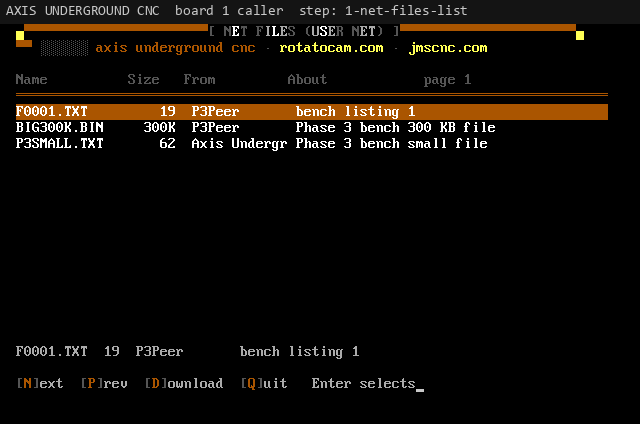 AXIS UNDERGROUND CNC  board 1 caller  step: 1-net-files-list
[ NET FILES (USER NET) ]
axis underground cnc · rotatocam.com · jmscnc.com
Name          Size   From         About            page 1
F0001.TXT         19  P3Peer       bench listing 1
BIG300K.BIN     300K  P3Peer       Phase 3 bench 300 KB file
P3SMALL.TXT       62  Axis Undergr Phase 3 bench small file
F0001.TXT  19  P3Peer       bench listing 1
[N]ext  [P]rev  [D]ownload  [Q]uit   Enter selects_